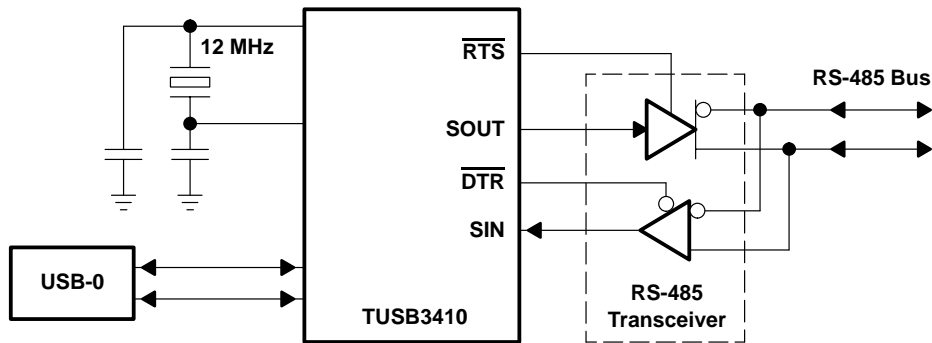 12 MHz
RTS
RS-485 Bus
SOUT
DTR
SIN
USB-0
RS-485
Transceiver
TUSB3410